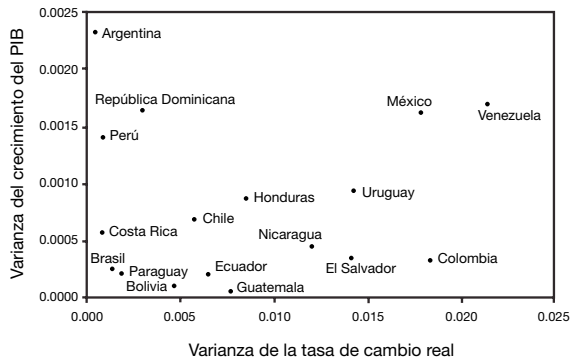 Varianza del crecimiento del PIB
0.0025
0.0020
0.0015
0.0010
0.0005
0.0000
Argentina
República Dominicana
México
Venezuela
Perú
Honduras
Uruguay
Chile
Costa Rica
Nicaragua
Brasil
Paraguay
Ecuador
El Salvador
Colombia
Bolivia
Guatemala
0.000 0.005 0.010 0.015 0.020 0.025
Varianza de la tasa de cambio real